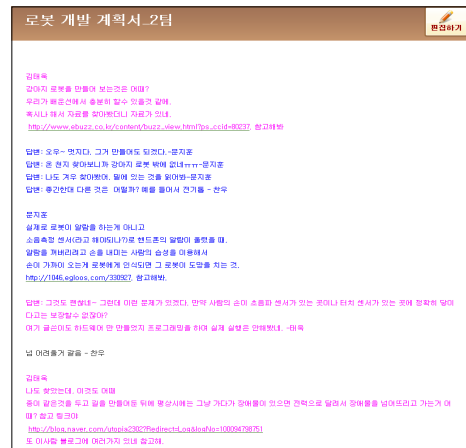 로봇 개발 계획서_2팀
편집하기
김태욱
강아지 로봇을 만들어 보는것은 어때?
우리가 배운선에서 충분히 할수 있을것 같애.
혹시나 해서 자료를 찾아봤더니 자료가 있네.
http://www.ebuzz.co.kr/content/buzz_view.html?ps_ccid=80237, 참고해봐
답변: 오우~ 멋지다. 그거 만들어도 되겠다.-문지훈
답변: 온 천지 찾아보니까 강아지 로봇 밖에 없네ㅠㅠ-문지훈
답변: 나도 겨우 찾아봤어. 밑에 있는 것을 읽어봐-문지훈
답변: 좋긴한데 다른 것은 어떨까? 예를 들어서 전기톱 - 찬우
문지훈
실제로 로봇이 알람을 하는게 아니고
소음측정 센서(라고 해야되나?)로 핸드폰의 알람이 울렸을 때,
알람을 꺼버리려고 손을 내미는 사람의 습성을 이용해서
손이 가까이 오는게 로봇에게 인식되면 그 로봇이 도망을 치는 것.
http://1046.egloos.com/330927, 참고해봐.
답변: 그것도 괜찮네~ 그런데 이런 문제가 있겠다. 만약 사람의 손이 초음파 센서가 있는 곳이나 터치 센서가 있는 곳에 정확히 닿이
다고는 보장할수 없잖아?
여기 글쓴이도 하드웨어 만 만들었지 프로그래밍을 하여 실제 실행은 안해봤네. -태욱
넘 어려울거 같음 - 찬우
김태욱
나도 찾았는데, 이것도 어때
종이 같은것을 두고 길을 만들어둔 뒤에 평상시에는 그냥 가다가 장애물이 있으면 전력으로 달려서 장애물을 넘어뜨리고 가는거 어
때? 참고 링크야
http://blog.naver.com/utopia2302?Redirect=Log&logNo=10009479875
또 이사람 블로그에 여러가지 있네 참고해.